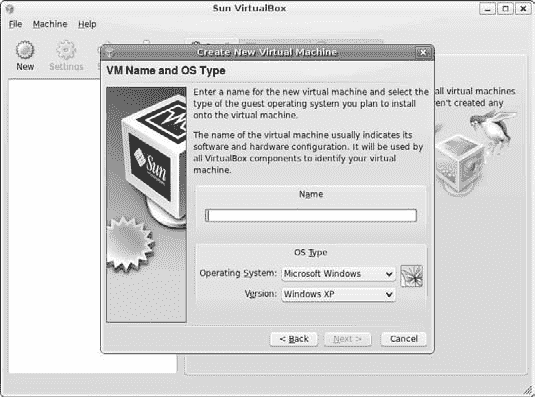 Sun VirtualBox
File Machine Help
New
Settings
Create New Virtual Machine
VM Name and OS Type
Enter a name for the new virtual machine and select the
type of the guest operating system you plan to install
onto the virtual machine.
The name of the virtual machine usually indicates its
software and hardware configuration. It will be used by
all VirtualBox components to identify your virtual
machine.
all virtual machines
created any
Sun
Name
OS Type
Operating System: Microsoft Windows
Version: Windows XP
< Back
Next >
Cancel